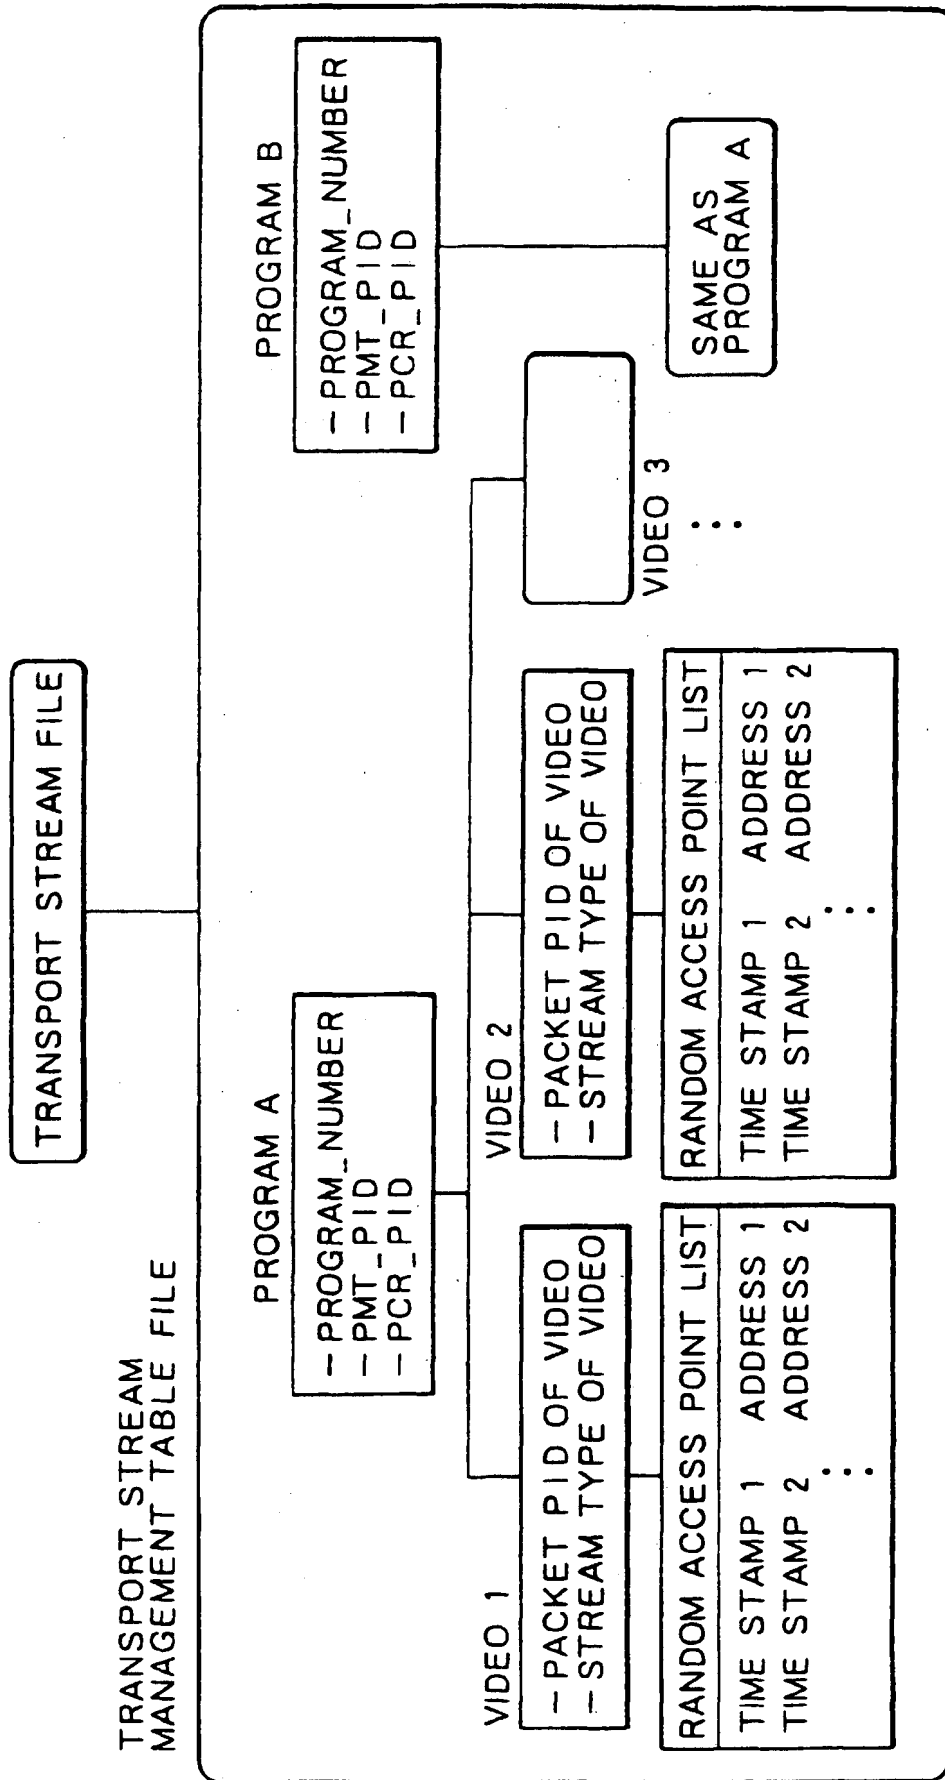 TRANSPORT STREAM FILE
TRANSPORT STREAM
MANAGEMENT TABLE FILE
PROGRAM A
– PROGRAM_NUMBER
– PMT_PID
– PCR_PID
PROGRAM B
– PROGRAM_NUMBER
– PMT_PID
– PCR_PID
VIDEO 1
– PACKET PID OF VIDEO
– STREAM TYPE OF VIDEO
RANDOM ACCESS POINT LIST
TIME STAMP 1 ADDRESS 1
TIME STAMP 2 ADDRESS 2
⋮
VIDEO 2
– PACKET PID OF VIDEO
– STREAM TYPE OF VIDEO
RANDOM ACCESS POINT LIST
TIME STAMP 1 ADDRESS 1
TIME STAMP 2 ADDRESS 2
⋮
VIDEO 3
⋮
SAME AS
PROGRAM A